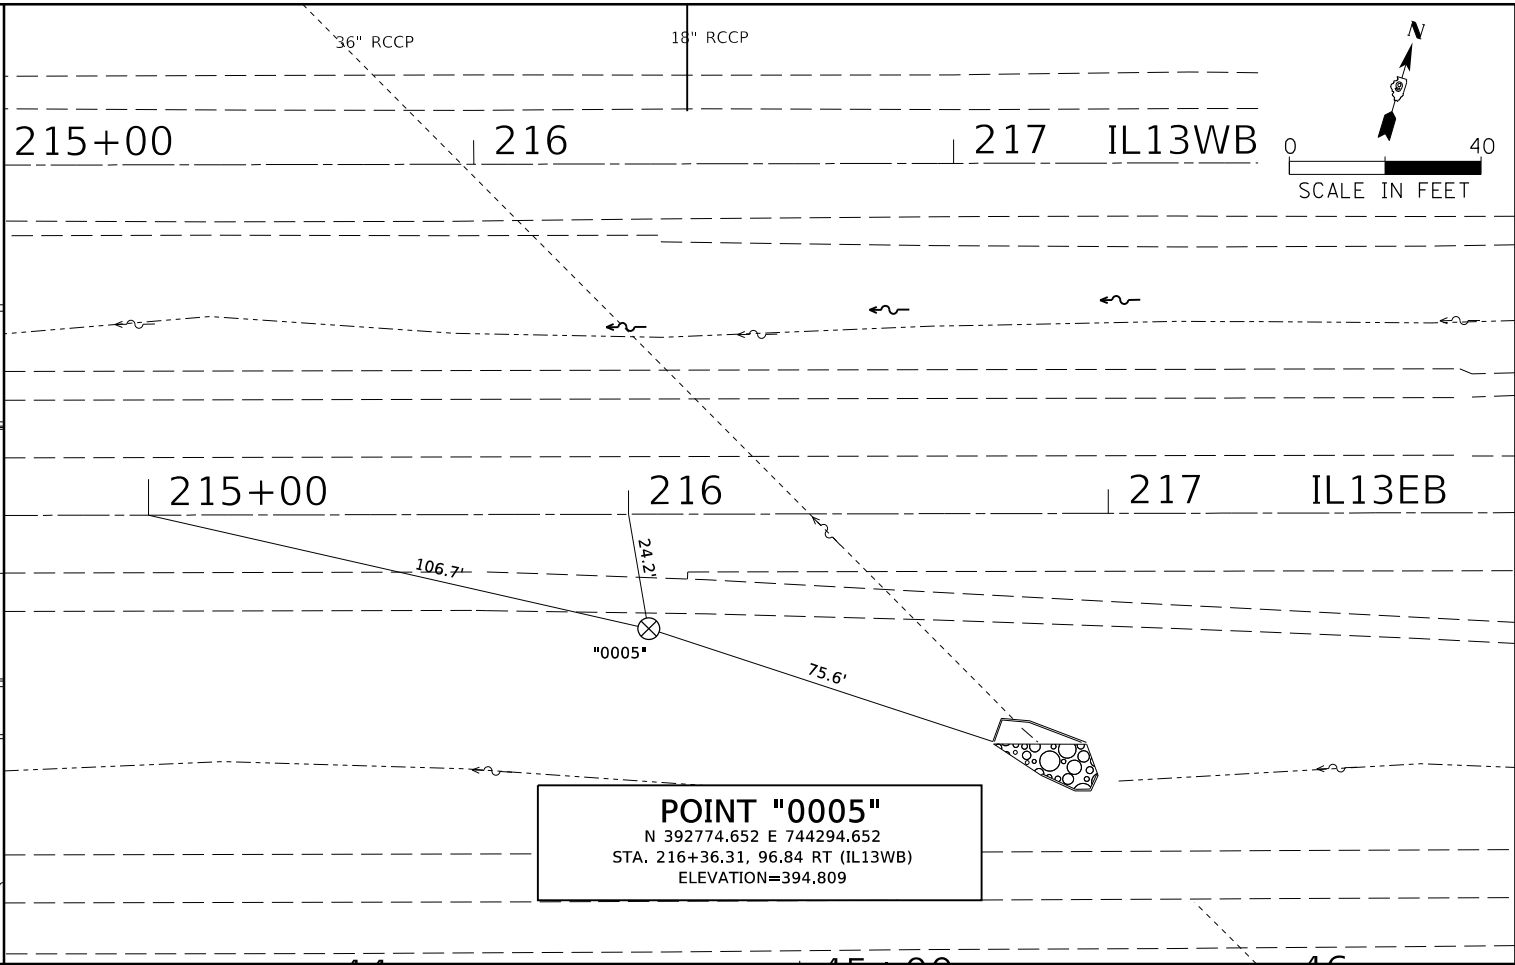 36" RCCP
18" RCCP
N
215+00
216
217
IL13WB
0
40
SCALE IN FEET
215+00
216
217
IL13EB
106.7'
24.2'
"0005"
75.6'
POINT "0005"
N 392774.652 E 744294.652
STA. 216+36.31, 96.84 RT (IL13WB)
ELEVATION=394.809